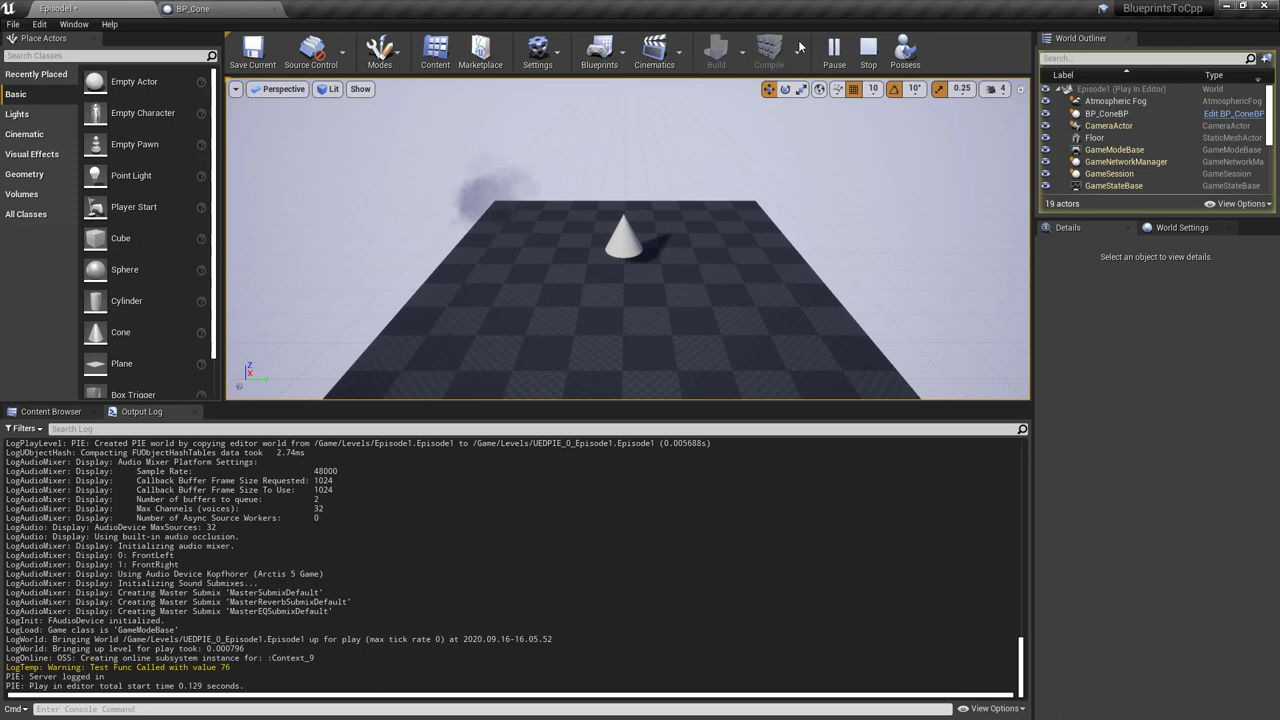 Episode1*
BP_Cone
BlueprintsToCpp
File Edit Window Help
Place Actors
Search Classes
Recently Placed
Basic
Lights
Cinematic
Visual Effects
Geometry
Volumes
All Classes
Empty Actor
Empty Character
Empty Pawn
Point Light
Player Start
Cube
Sphere
Cylinder
Cone
Plane
Box Trigger
Save Current
Source Control
Modes
Content
Marketplace
Settings
Blueprints
Cinematics
Build
Compile
Pause
Stop
Possess
Perspective
Lit
Show
10
10°
0.25
4
Z
X
Y
World Outliner
Search...
Label Type
Episode1 (Play In Editor) World
Atmospheric Fog AtmosphericFog
BP_ConeBP Edit BP_ConeBP
CameraActor CameraActor
Floor StaticMeshActor
GameModeBase GameModeBase
GameNetworkManager GameNetworkMa
GameSession GameSession
GameStateBase GameStateBase
19 actors
View Options
Details
World Settings
Select an object to view details.
Content Browser
Output Log
Filters
Search Log
LogPlayLevel: PIE: Created PIE world by copying editor world from /Game/Levels/Episode1.Episode1 to /Game/Levels/UEDPIE_0_Episode1.Episode1 (0.005688s)
LogUObjectHash: Compacting FUObjectHashTables data took 2.74ms
LogAudioMixer: Display: Audio Mixer Platform Settings:
LogAudioMixer: Display: Sample Rate: 48000
LogAudioMixer: Display: Callback Buffer Frame Size Requested: 1024
LogAudioMixer: Display: Callback Buffer Frame Size To Use: 1024
LogAudioMixer: Display: Number of buffers to queue: 2
LogAudioMixer: Display: Max Channels (voices): 32
LogAudioMixer: Display: Number of Async Source Workers: 0
LogAudio: Display: AudioDevice MaxSources: 32
LogAudio: Display: Using built-in audio occlusion.
LogAudioMixer: Display: Initializing audio mixer.
LogAudioMixer: Display: 0: FrontLeft
LogAudioMixer: Display: 1: FrontRight
LogAudioMixer: Display: Using Audio Device Kopfhörer (Arctis 5 Game)
LogAudioMixer: Display: Initializing Sound Submixes...
LogAudioMixer: Display: Creating Master Submix 'MasterSubmixDefault'
LogAudioMixer: Display: Creating Master Submix 'MasterReverbSubmixDefault'
LogAudioMixer: Display: Creating Master Submix 'MasterEQSubmixDefault'
LogInit: FAudioDevice initialized.
LogLoad: Game class is 'GameModeBase'
LogWorld: Bringing World /Game/Levels/UEDPIE_0_Episode1.Episode1 up for play (max tick rate 0) at 2020.09.16-16.05.52
LogWorld: Bringing up level for play took: 0.000796
LogOnline: OSS: Creating online subsystem instance for: :Context_9
LogTemp: Warning: Test Func Called with value 76
PIE: Server logged in
PIE: Play in editor total start time 0.129 seconds.
Cmd
Enter Console Command
View Options